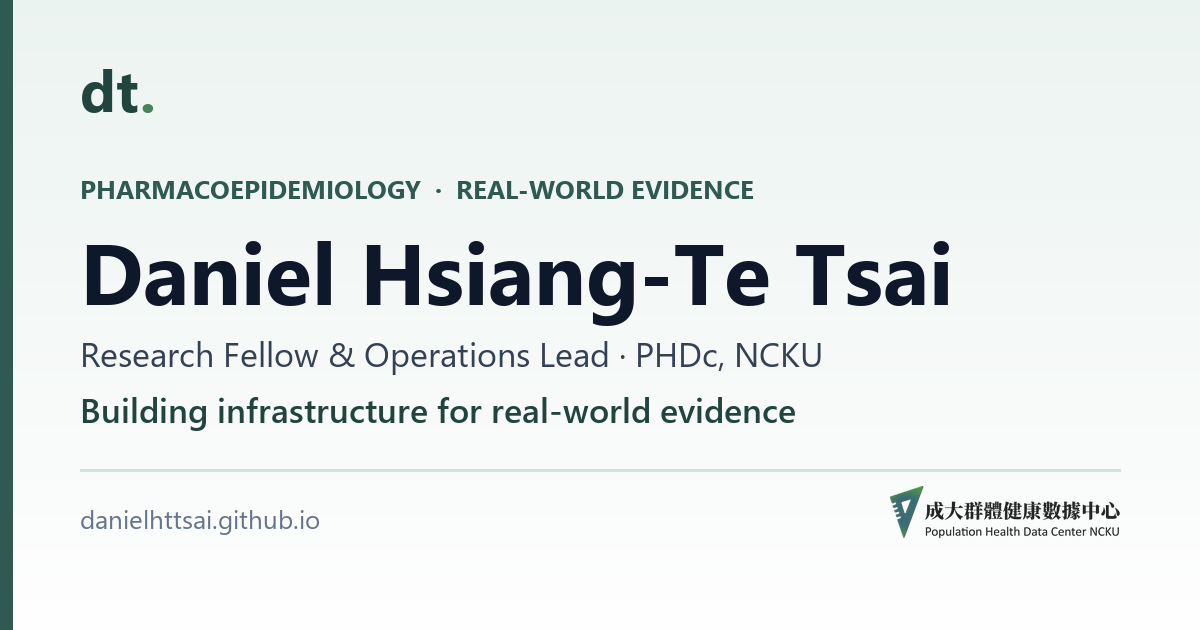 dt.
PHARMACOEPIDEMIOLOGY · REAL-WORLD EVIDENCE
Daniel Hsiang-Te Tsai
Research Fellow & Operations Lead · PHDc, NCKU
Building infrastructure for real-world evidence
danielhttsai.github.io
成大群體健康數據中心
Population Health Data Center NCKU